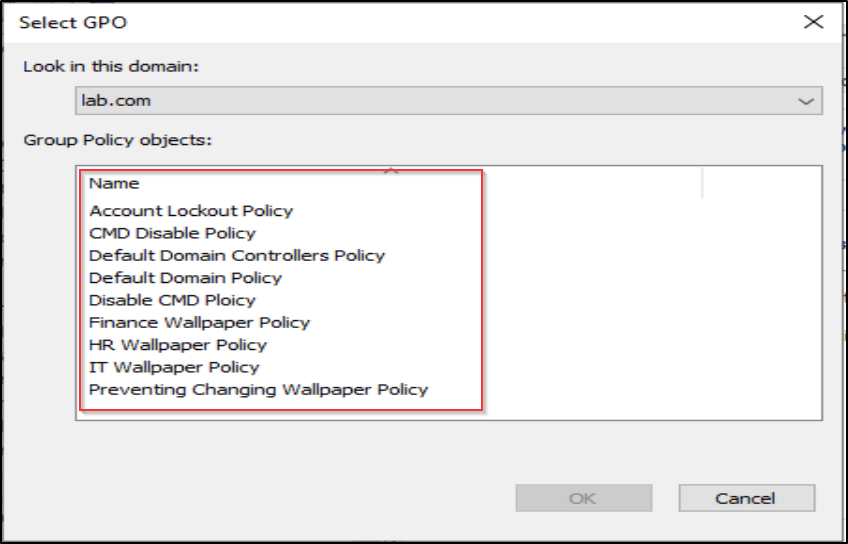 Select GPO
Look in this domain:
lab.com
Group Policy objects:
Name
Account Lockout Policy
CMD Disable Policy
Default Domain Controllers Policy
Default Domain Policy
Disable CMD Ploicy
Finance Wallpaper Policy
HR Wallpaper Policy
IT Wallpaper Policy
Preventing Changing Wallpaper Policy
OK Cancel